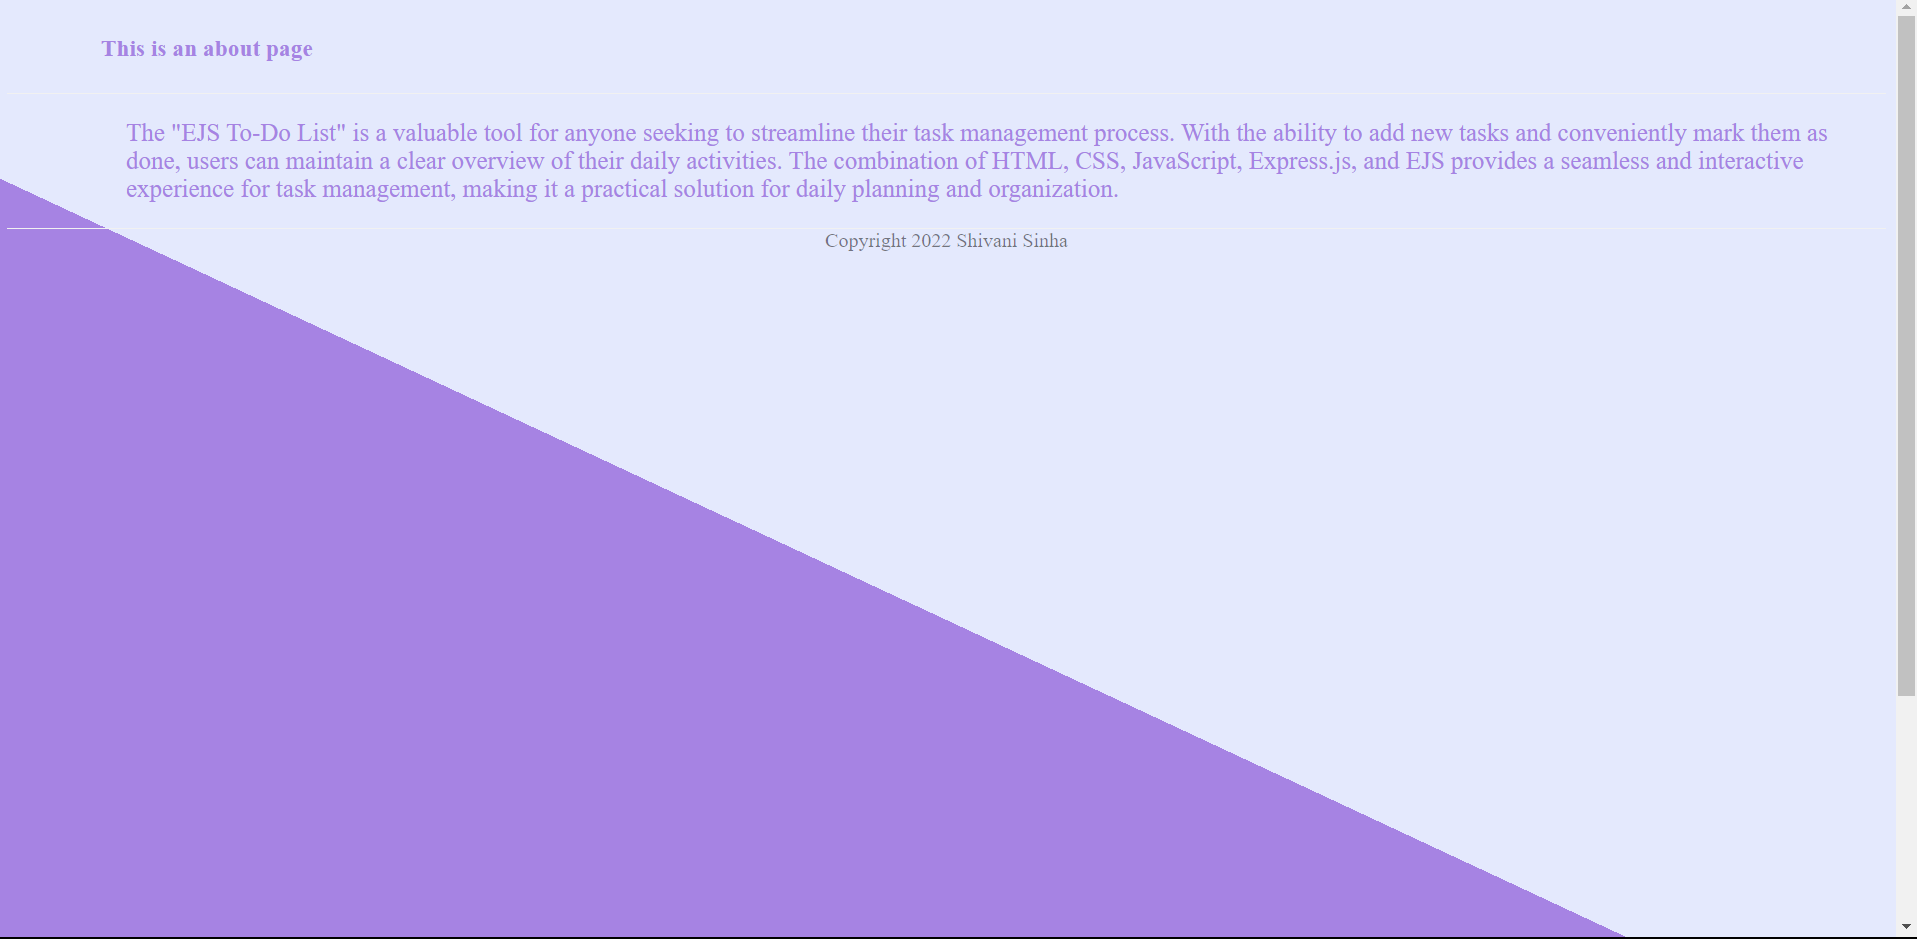 This is an about page
The "EJS To-Do List" is a valuable tool for anyone seeking to streamline their task management process. With the ability to add new tasks and conveniently mark them as
done, users can maintain a clear overview of their daily activities. The combination of HTML, CSS, JavaScript, Express.js, and EJS provides a seamless and interactive
experience for task management, making it a practical solution for daily planning and organization.
Copyright 2022 Shivani Sinha